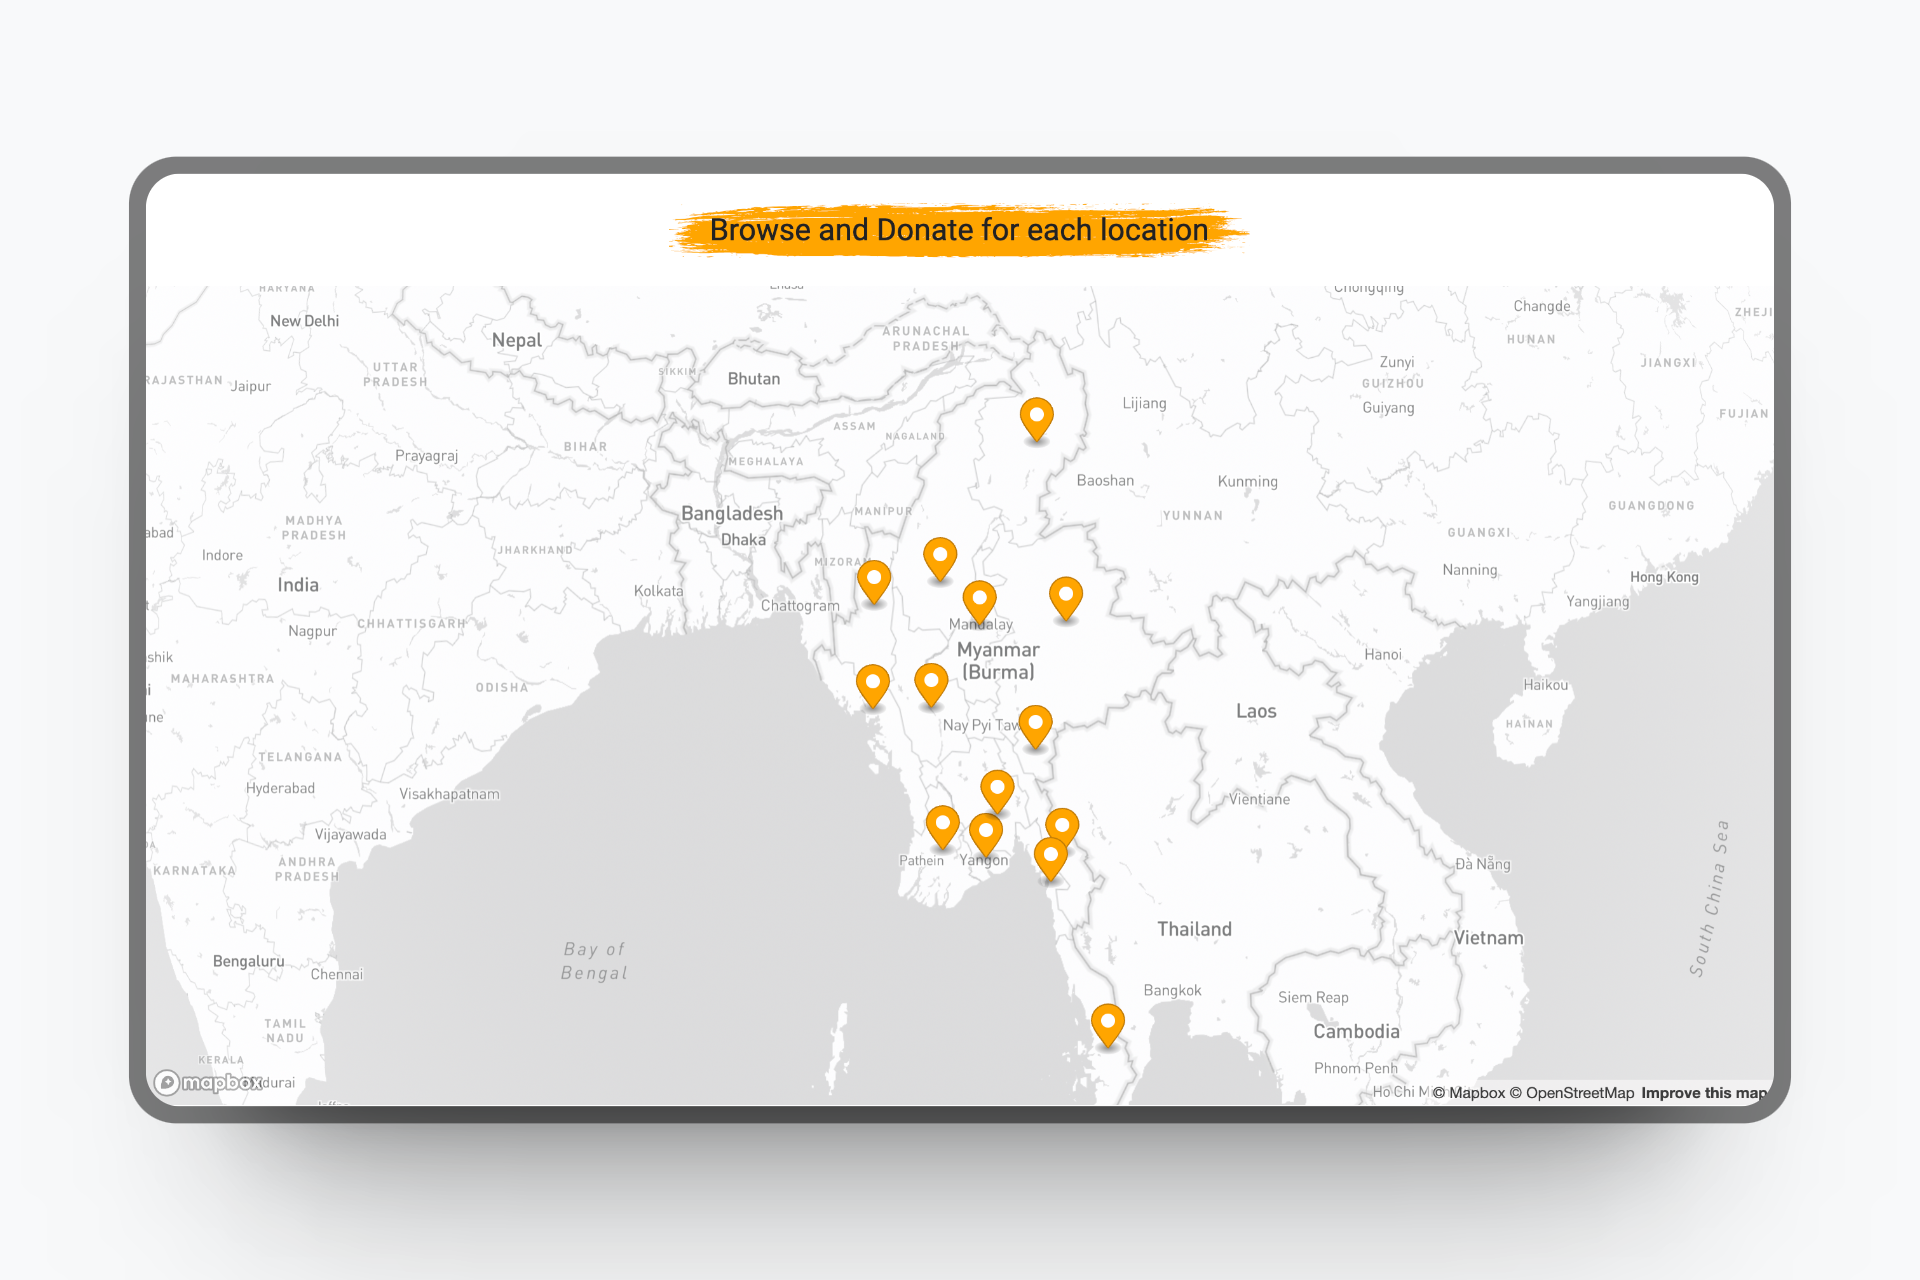 Browse and Donate for each location
HARYANA
Lhasa
Chongqing
Changde
ZHEJI
New Delhi
Nepal
ARUNACHAL
PRADESH
HUNAN
UTTAR
PRADESH
SIKKIM
Bhutan
Zunyi
JIANGXI
RAJASTHAN
Jaipur
GUIZHOU
Lijiang
Guiyang
FUJIAN
ASSAM
NAGALAND
BIHAR
Prayagraj
MEGHALAYA
Baoshan
Kunming
Bangladesh
MANIPUR
YUNNAN
GUANGDONG
MADHYA
PRADESH
abad
Dhaka
GUANGXI
Indore
JHARKHAND
MIZORAM
Nanning
Hong Kong
India
Kolkata
Chattogram
Yangjiang
CHHATTISGARH
Mandalay
Nagpur
Myanmar
(Burma)
Hanoi
shik
MAHARASHTRA
ODISHA
Haikou
ne
Nay Pyi Taw
Laos
HAINAN
TELANGANA
Hyderabad
Visakhapatnam
Vientiane
Vijayawada
Pathein
Yangon
Đà Nẵng
KARNATAKA
ANDHRA
PRADESH
South China Sea
Thailand
Vietnam
Bay of
Bengal
Bengaluru
Chennai
Bangkok
Siem Reap
TAMIL
NADU
Cambodia
KERALA
Phnom Penh
mapbox
durai
Ho Chi M
© Mapbox © OpenStreetMap Improve this map